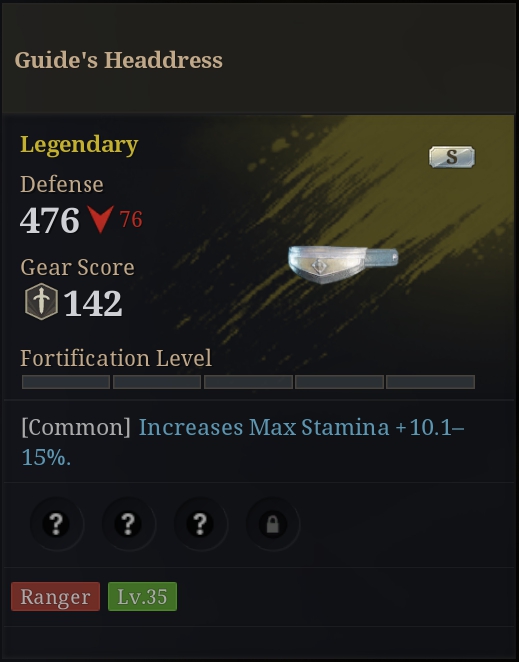 Guide's Headdress
Legendary
S
Defense
476 76
Gear Score
142
Fortification Level
[Common] Increases Max Stamina +10.1–
15%.
? ? ?
Ranger Lv.35